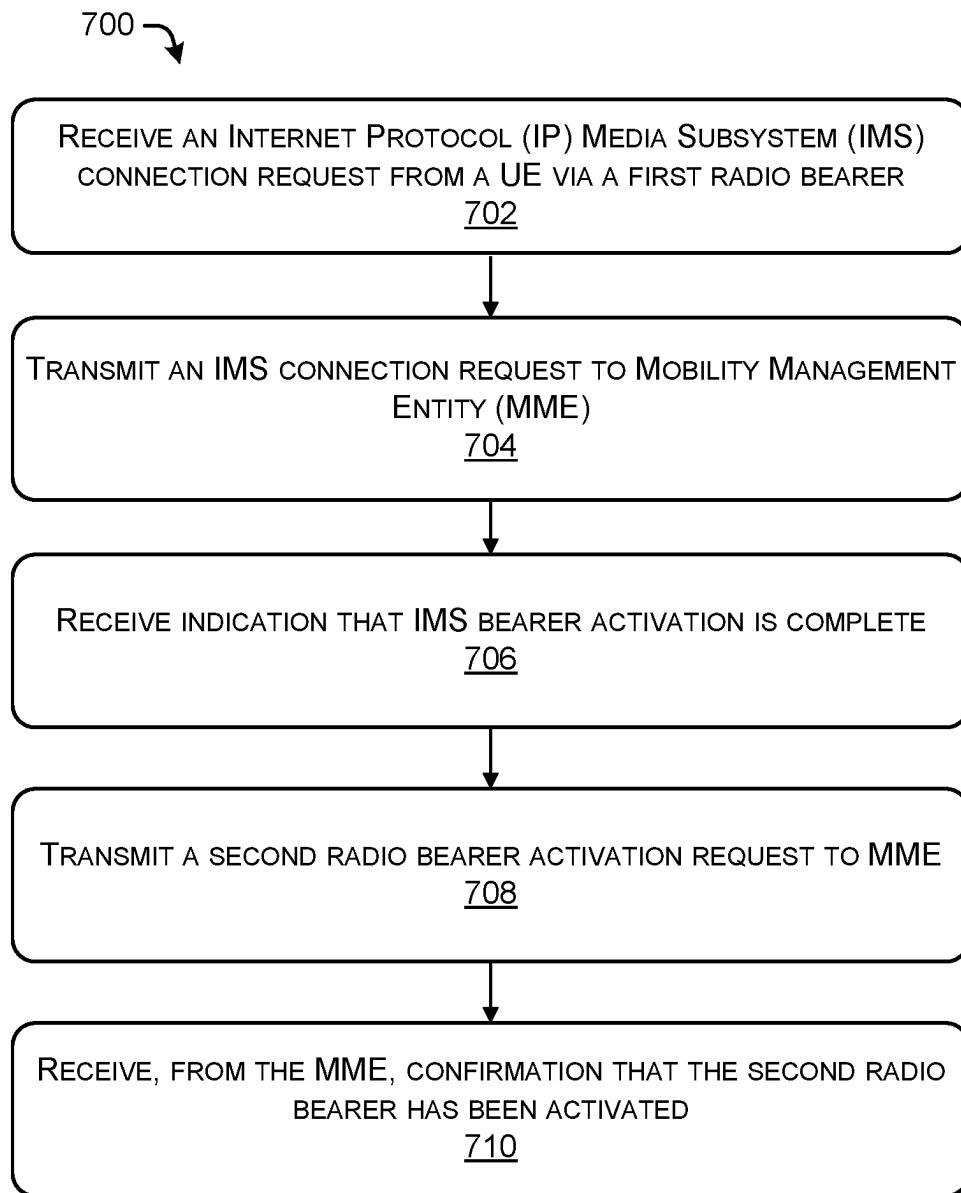 700
RECEIVE AN INTERNET PROTOCOL (IP) MEDIA SUBSYSTEM (IMS)
CONNECTION REQUEST FROM A UE VIA A FIRST RADIO BEARER
702
TRANSMIT AN IMS CONNECTION REQUEST TO MOBILITY MANAGEMENT
ENTITY (MME)
704
RECEIVE INDICATION THAT IMS BEARER ACTIVATION IS COMPLETE
706
TRANSMIT A SECOND RADIO BEARER ACTIVATION REQUEST TO MME
708
RECEIVE, FROM THE MME, CONFIRMATION THAT THE SECOND RADIO
BEARER HAS BEEN ACTIVATED
710